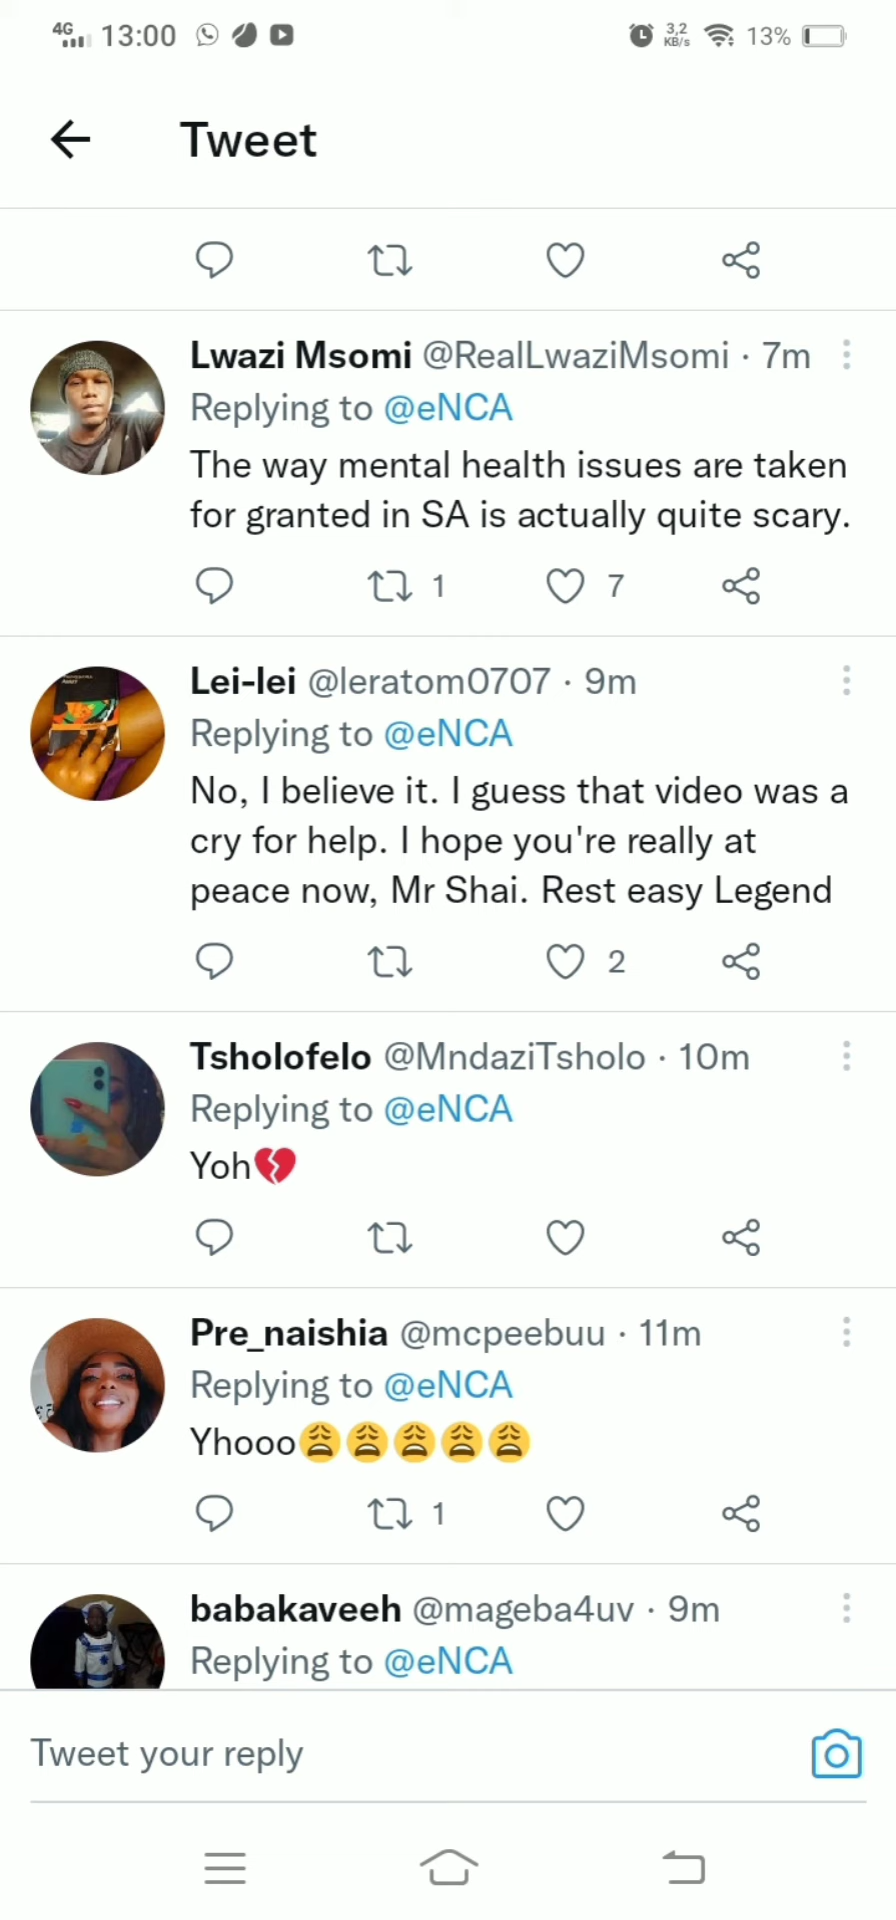 4G 13:00 3,2 KB/s 13%
Tweet
Lwazi Msomi @RealLwaziMsomi · 7m
Replying to @eNCA
The way mental health issues are taken
for granted in SA is actually quite scary.
1 7
Lei-lei @leratom0707 · 9m
Replying to @eNCA
No, I believe it. I guess that video was a
cry for help. I hope you're really at
peace now, Mr Shai. Rest easy Legend
2
Tsholofelo @MndaziTsholo · 10m
Replying to @eNCA
Yoh💔
Pre_naishia @mcpeebuu · 11m
Replying to @eNCA
Yhooo😩😩😩😩😩
1
babakaveeh @mageba4uv · 9m
Replying to @eNCA
Tweet your reply